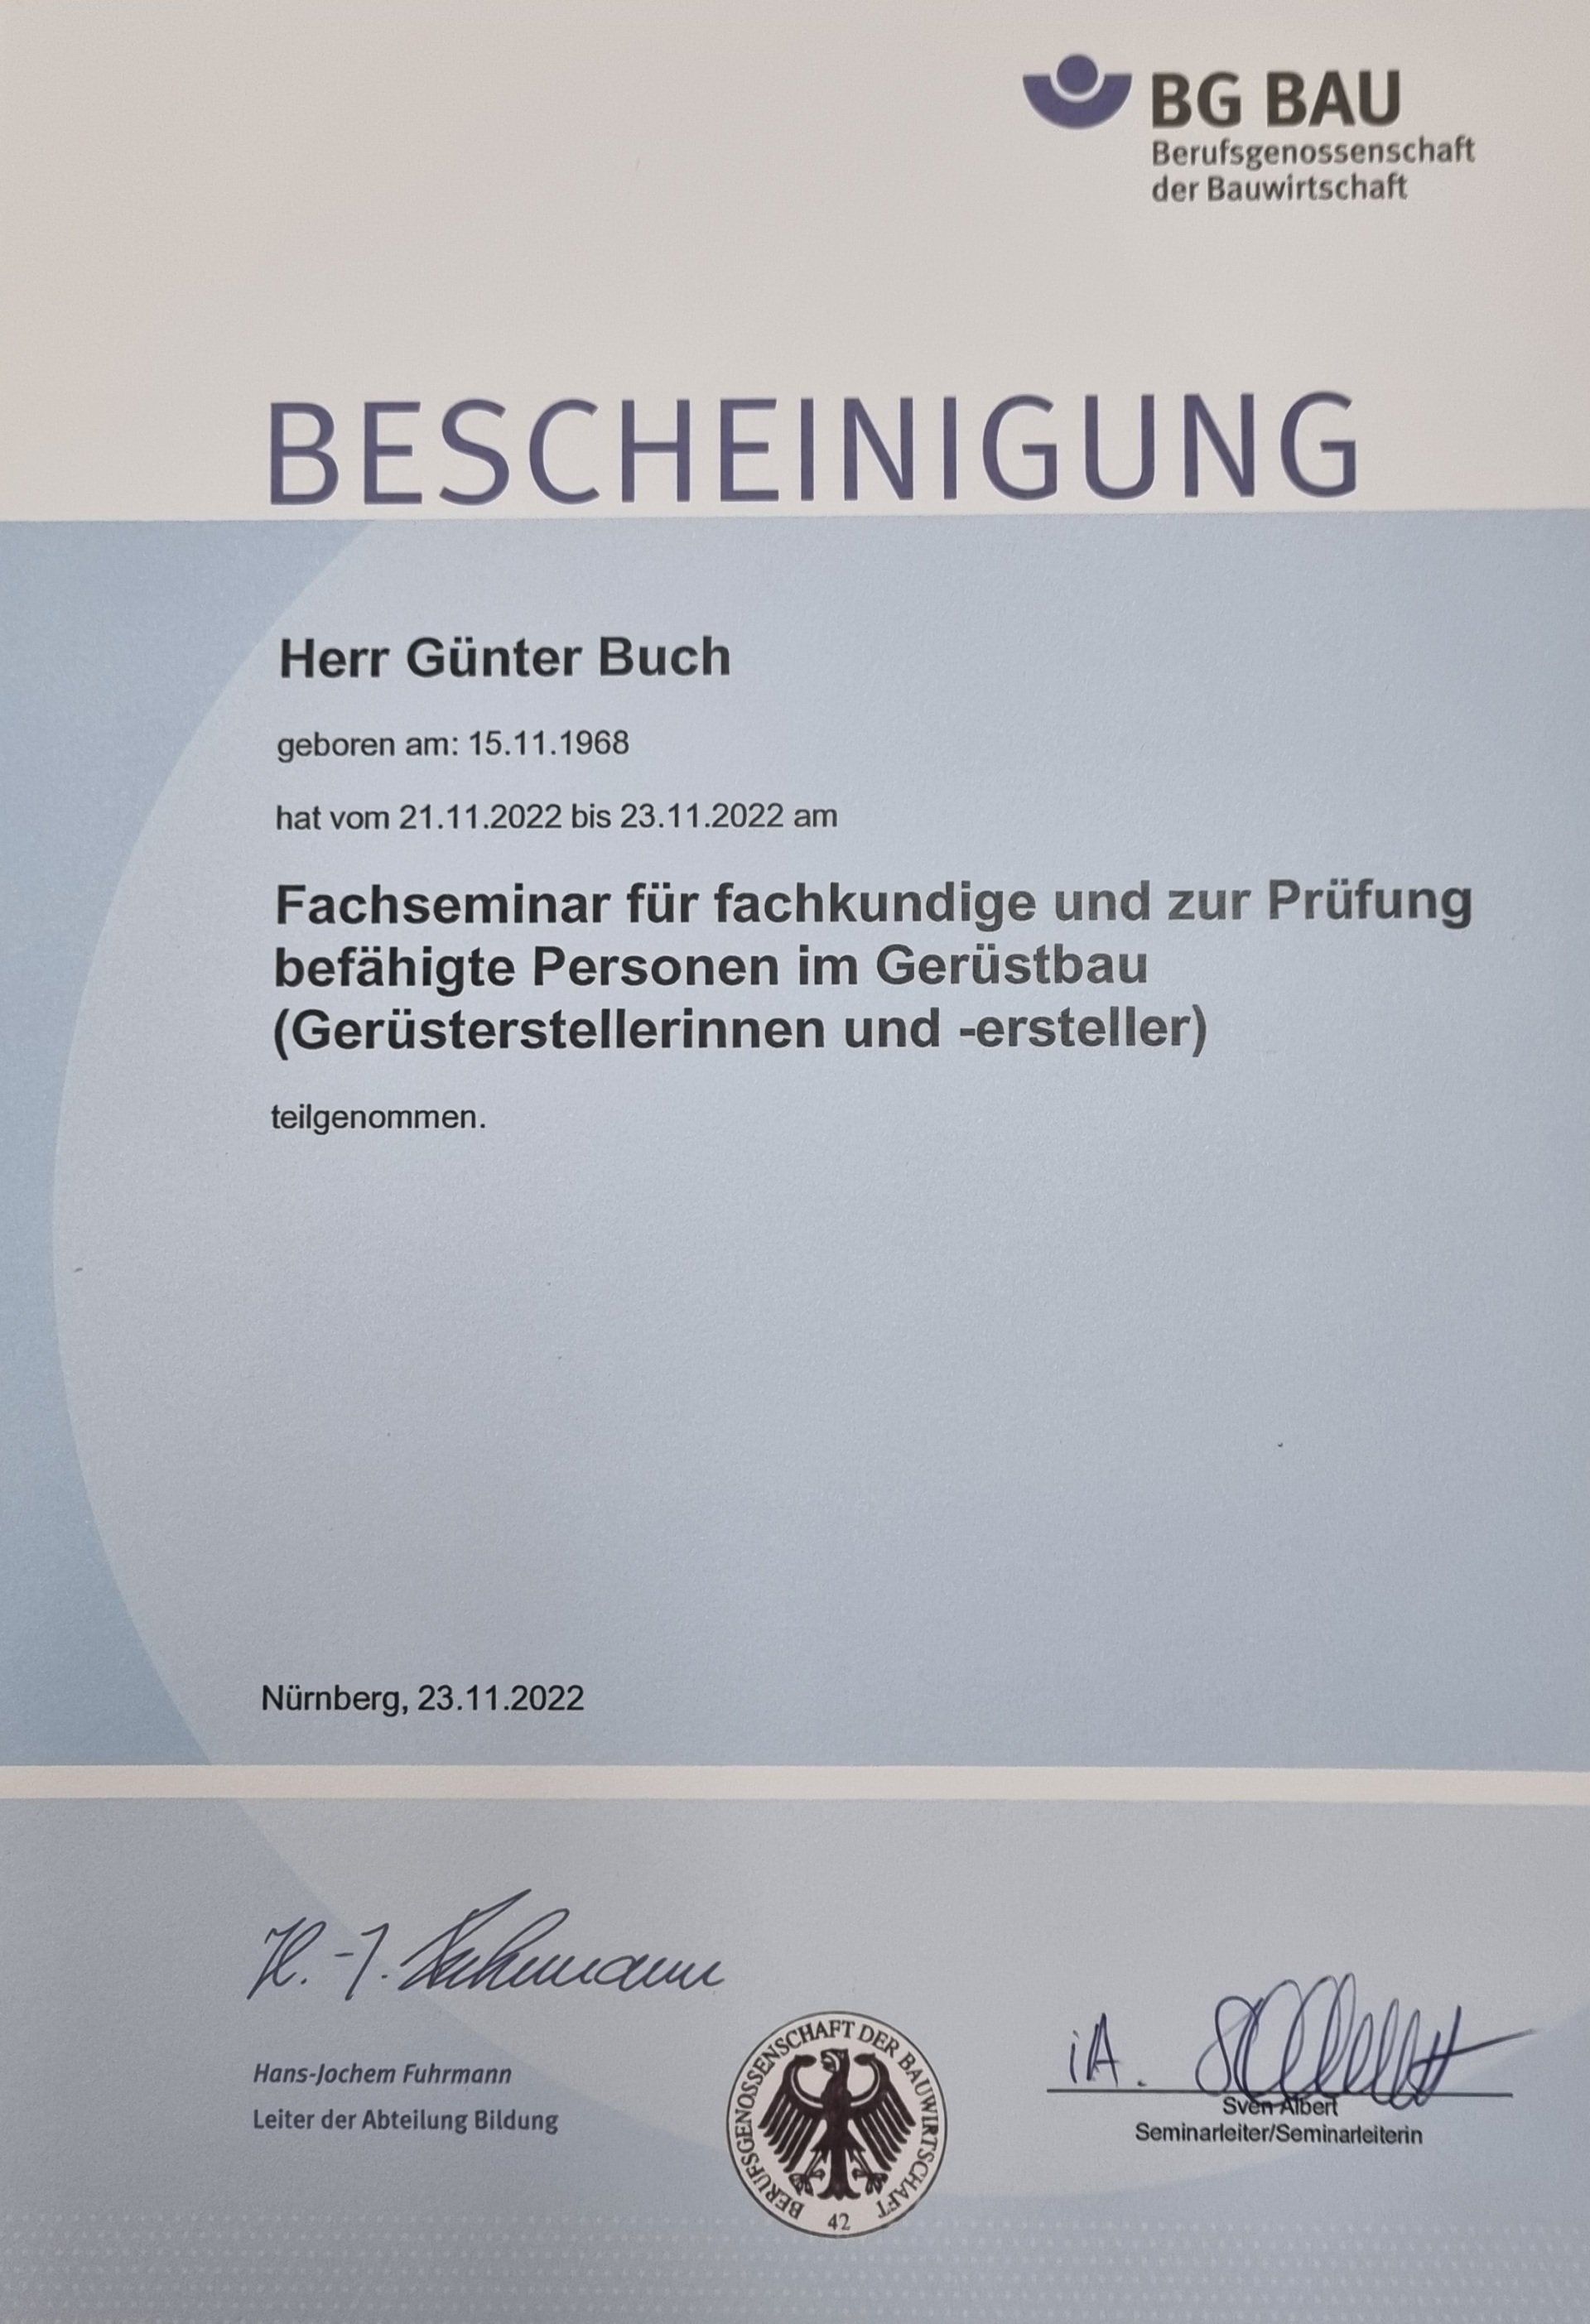 BG BAU
Berufsgenossenschaft
der Bauwirtschaft
BESCHEINIGUNG
Herr Günter Buch
geboren am: 15.11.1968
hat vom 21.11.2022 bis 23.11.2022 am
Fachseminar für fachkundige und zur Prüfung
befähigte Personen im Gerüstbau
(Gerüsterstellerinnen und -ersteller)
teilgenommen.
Nürnberg, 23.11.2022
H.-J. Fuhrmann
Hans-Jochem Fuhrmann
Leiter der Abteilung Bildung
BERUFSGENOSSENSCHAFT DER BAUWIRTSCHAFT
42
iA.
Sven Albert
Seminarleiter/Seminarleiterin